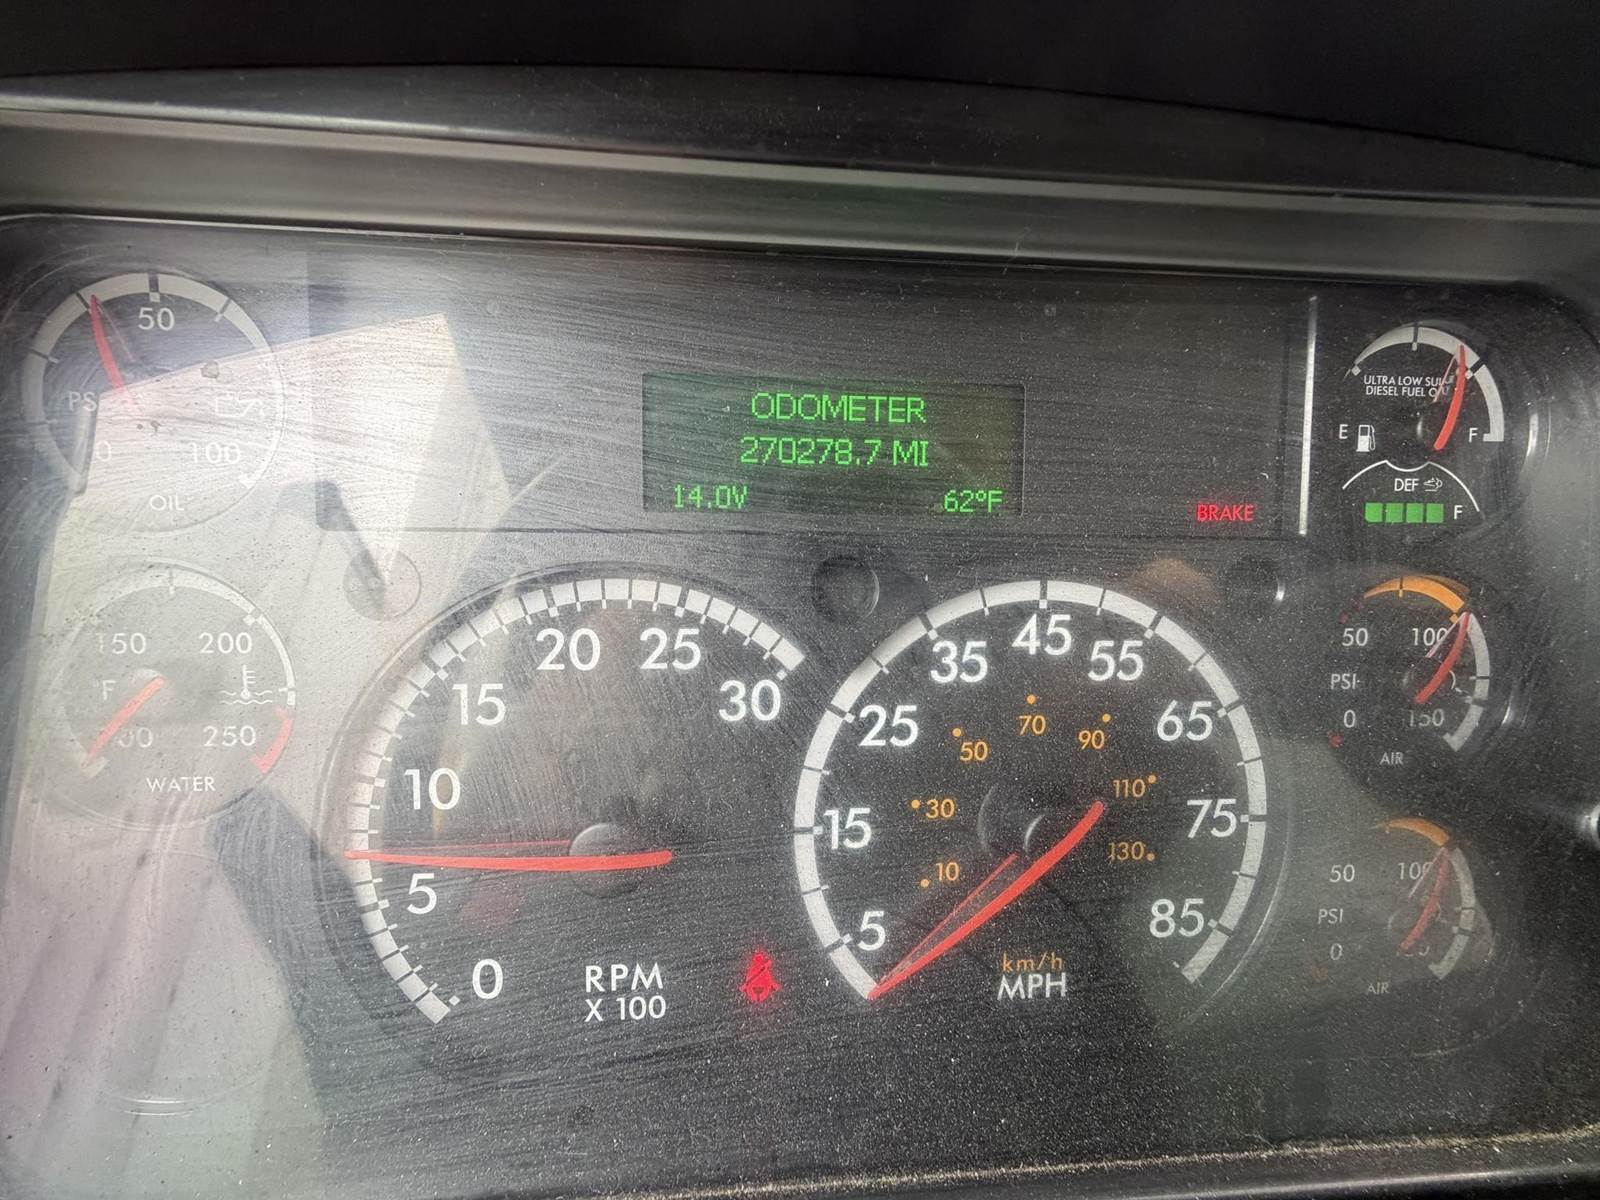 50
PSI
0
100
OIL
ODOMETER
270278.7 MI
14.0V
62°F
BRAKE
ULTRA LOW
DIESEL FUEL
E
F
DEF
F
150
200
F
250
WATER
0
5
10
15
20
25
30
RPM
X 100
5
15
25
35
45
55
65
75
85
10
30
50
70
90
110
130
km/h
MPH
50
100
PSI
0
150
AIR
50
100
PSI
0
AIR